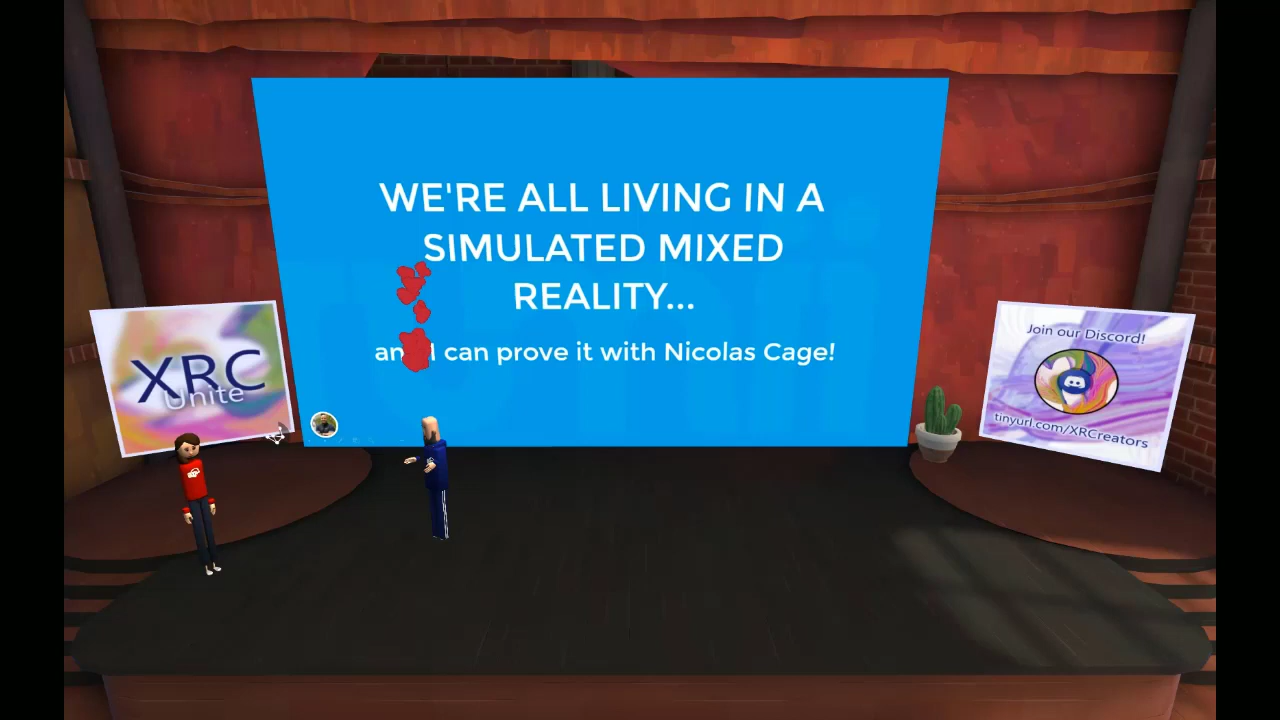 WE'RE ALL LIVING IN A
SIMULATED MIXED
REALITY...
and I can prove it with Nicolas Cage!
XRC
Unite
Join our Discord!
tinyurl.com/XRCreators